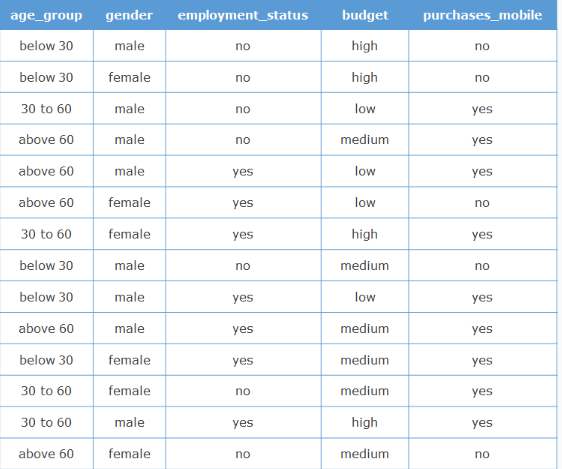 age_group gender employment_status budget purchases_mobile
below 30 male no high no
below 30 female no high no
30 to 60 male no low yes
above 60 male no medium yes
above 60 male yes low yes
above 60 female yes low no
30 to 60 female yes high yes
below 30 male no medium no
below 30 male yes low yes
above 60 male yes medium yes
below 30 female yes medium yes
30 to 60 female no medium yes
30 to 60 male yes high yes
above 60 female no medium no